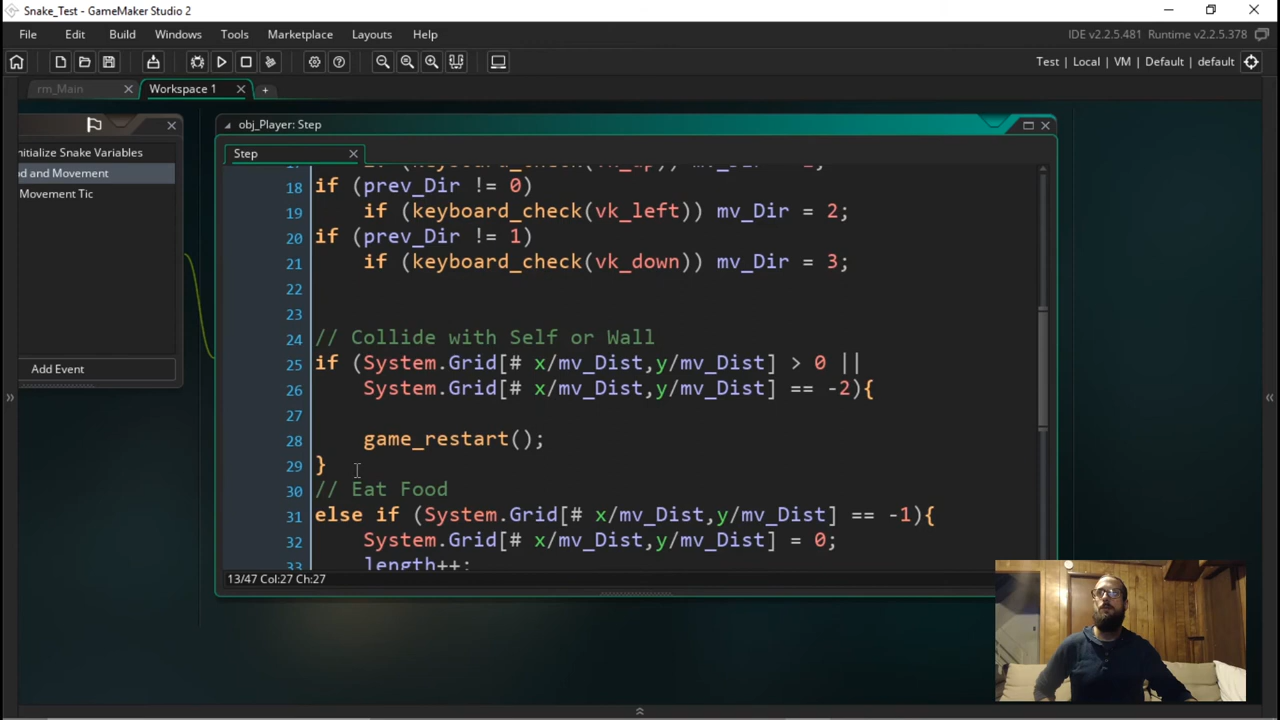 Snake_Test - GameMaker Studio 2
File Edit Build Windows Tools Marketplace Layouts Help
IDE v2.2.5.481 Runtime v2.2.5.378
Test | Local | VM | Default | default
rm_Main
Workspace 1
obj_Player: Step
Step
nitialize Snake Variables
d and Movement
Movement Tic
Add Event
18 if (prev_Dir != 0)
19 if (keyboard_check(vk_left)) mv_Dir = 2;
20 if (prev_Dir != 1)
21 if (keyboard_check(vk_down)) mv_Dir = 3;
22
23
24 // Collide with Self or Wall
25 if (System.Grid[# x/mv_Dist,y/mv_Dist] > 0 ||
26 System.Grid[# x/mv_Dist,y/mv_Dist] == -2){
27
28 game_restart();
29 }
30 // Eat Food
31 else if (System.Grid[# x/mv_Dist,y/mv_Dist] == -1){
32 System.Grid[# x/mv_Dist,y/mv_Dist] = 0;
33 length++;
13/47 Col:27 Ch:27